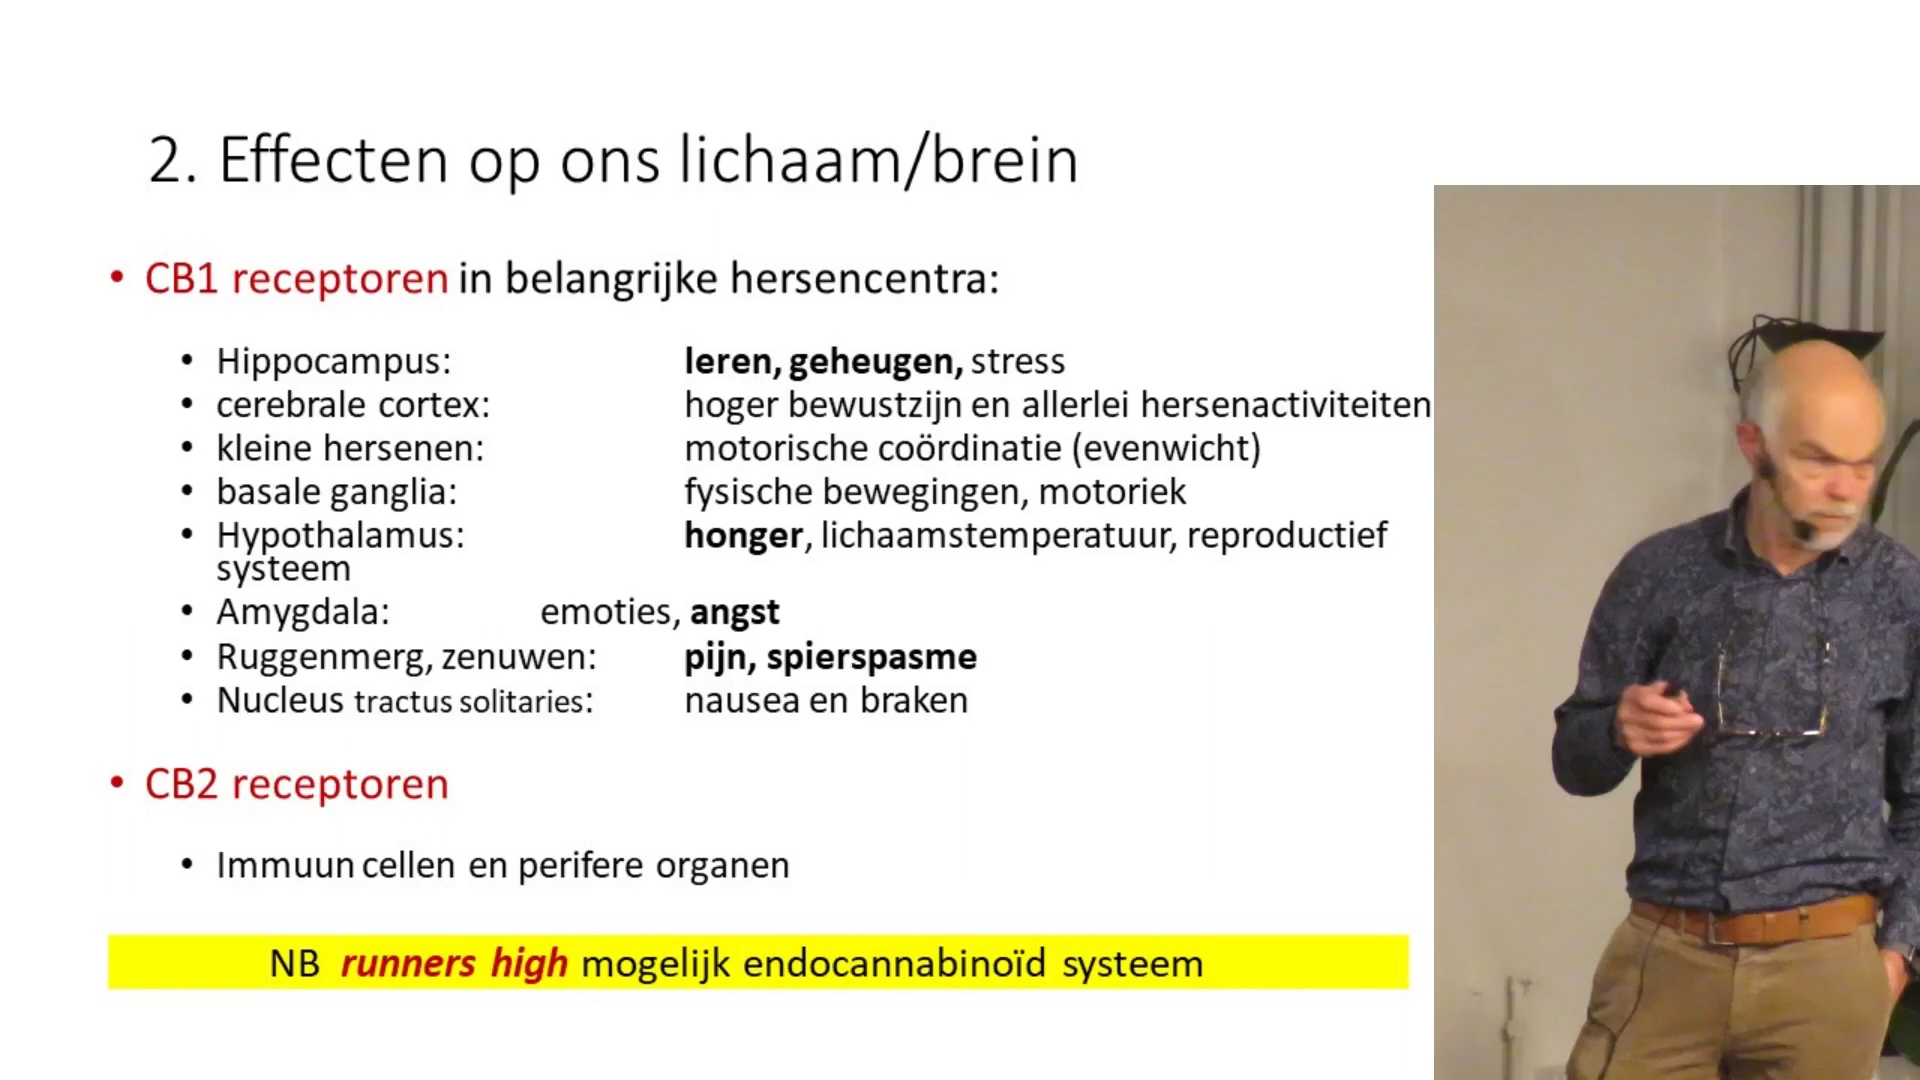 2. Effecten op ons lichaam/brein
• CB1 receptoren in belangrijke hersencentra:
• Hippocampus: leren, geheugen, stress
• cerebrale cortex: hoger bewustzijn en allerlei hersenactiviteiten
• kleine hersenen: motorische coördinatie (evenwicht)
• basale ganglia: fysische bewegingen, motoriek
• Hypothalamus: honger, lichaamstemperatuur, reproductief
systeem
• Amygdala: emoties, angst
• Ruggenmerg, zenuwen: pijn, spierspasme
• Nucleus tractus solitaries: nausea en braken
• CB2 receptoren
• Immuun cellen en perifere organen
NB runners high mogelijk endocannabinoïd systeem